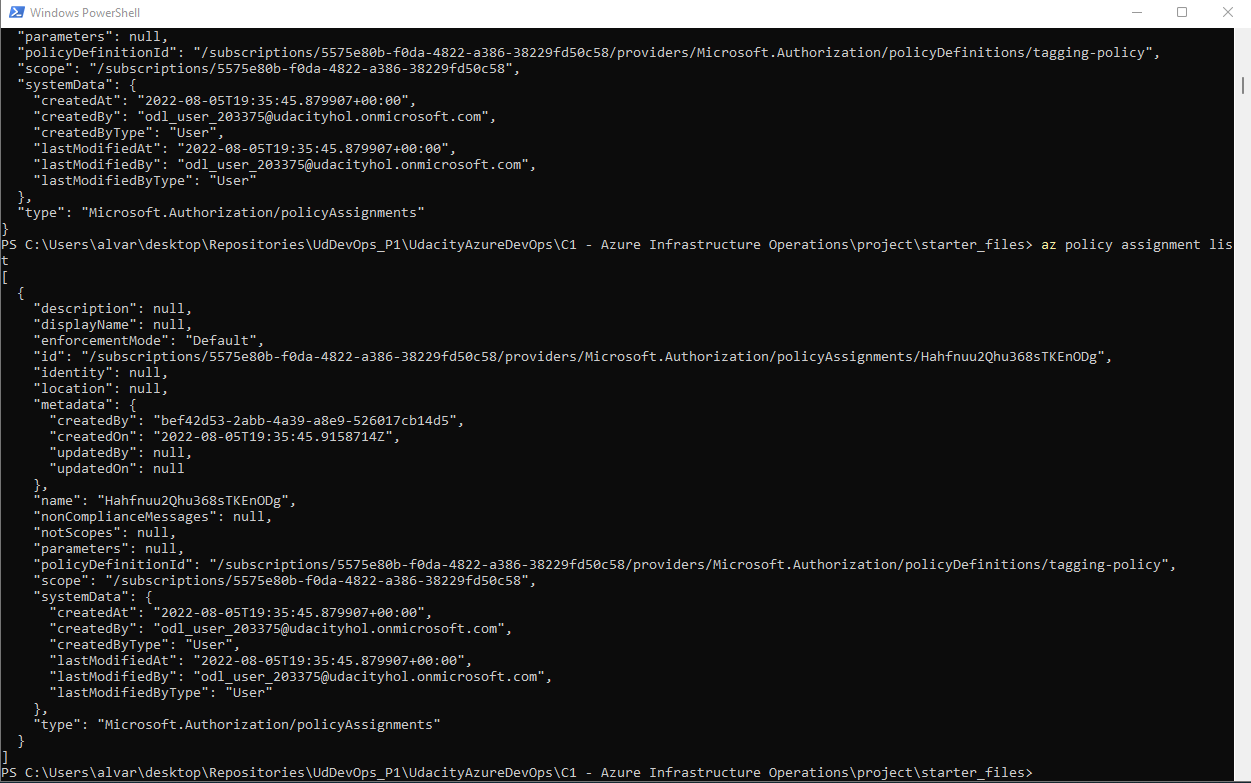 Windows PowerShell
  "parameters": null,
  "policyDefinitionId": "/subscriptions/5575e80b-f0da-4822-a386-38229fd50c58/providers/Microsoft.Authorization/policyDefinitions/tagging-policy",
  "scope": "/subscriptions/5575e80b-f0da-4822-a386-38229fd50c58",
  "systemData": {
    "createdAt": "2022-08-05T19:35:45.879907+00:00",
    "createdBy": "odl_user_203375@udacityhol.onmicrosoft.com",
    "createdByType": "User",
    "lastModifiedAt": "2022-08-05T19:35:45.879907+00:00",
    "lastModifiedBy": "odl_user_203375@udacityhol.onmicrosoft.com",
    "lastModifiedByType": "User"
  },
  "type": "Microsoft.Authorization/policyAssignments"
}
PS C:\Users\alvar\desktop\Repositories\UdDevOps_P1\UdacityAzureDevOps\C1 - Azure Infrastructure Operations\project\starter_files> az policy assignment lis
t
[
  {
    "description": null,
    "displayName": null,
    "enforcementMode": "Default",
    "id": "/subscriptions/5575e80b-f0da-4822-a386-38229fd50c58/providers/Microsoft.Authorization/policyAssignments/Hahfnuu2Qhu368sTKEnODg",
    "identity": null,
    "location": null,
    "metadata": {
      "createdBy": "bef42d53-2abb-4a39-a8e9-526017cb14d5",
      "createdOn": "2022-08-05T19:35:45.9158714Z",
      "updatedBy": null,
      "updatedOn": null
    },
    "name": "Hahfnuu2Qhu368sTKEnODg",
    "nonComplianceMessages": null,
    "notScopes": null,
    "parameters": null,
    "policyDefinitionId": "/subscriptions/5575e80b-f0da-4822-a386-38229fd50c58/providers/Microsoft.Authorization/policyDefinitions/tagging-policy",
    "scope": "/subscriptions/5575e80b-f0da-4822-a386-38229fd50c58",
    "systemData": {
      "createdAt": "2022-08-05T19:35:45.879907+00:00",
      "createdBy": "odl_user_203375@udacityhol.onmicrosoft.com",
      "createdByType": "User",
      "lastModifiedAt": "2022-08-05T19:35:45.879907+00:00",
      "lastModifiedBy": "odl_user_203375@udacityhol.onmicrosoft.com",
      "lastModifiedByType": "User"
    },
    "type": "Microsoft.Authorization/policyAssignments"
  }
]
PS C:\Users\alvar\desktop\Repositories\UdDevOps_P1\UdacityAzureDevOps\C1 - Azure Infrastructure Operations\project\starter_files>